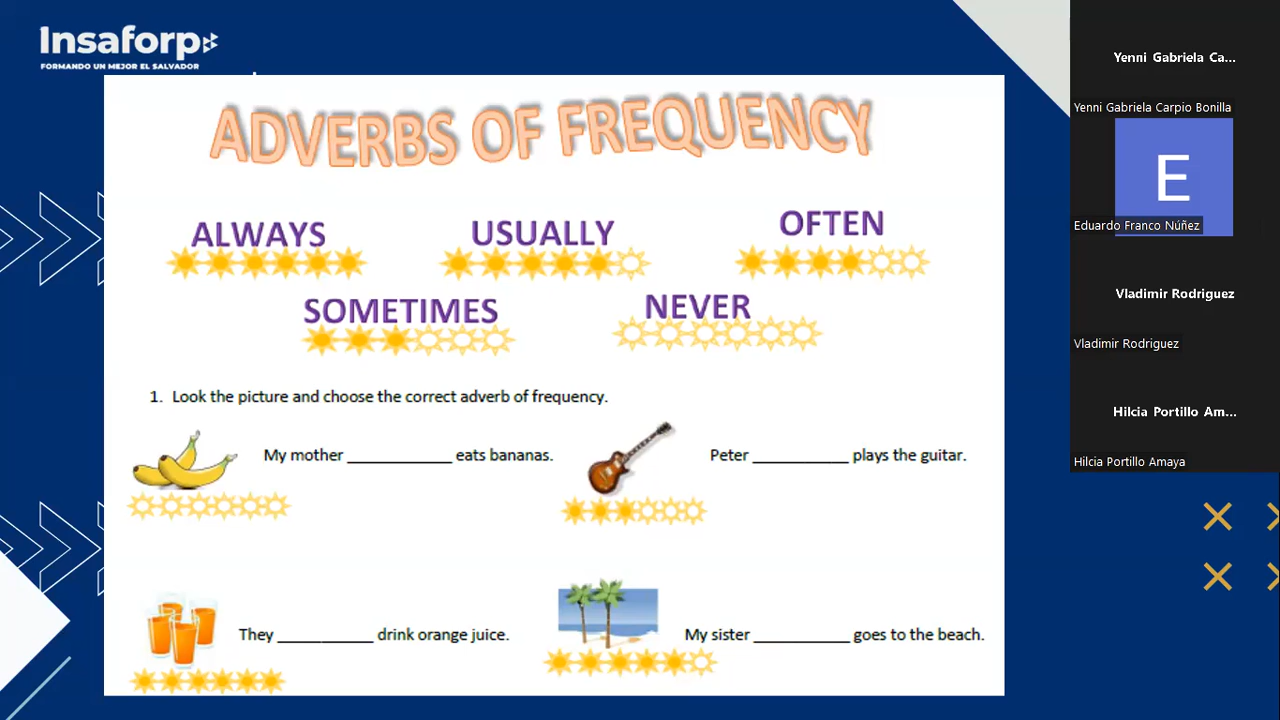 Insaforp
FORMANDO UN MEJOR EL SALVADOR
ADVERBS OF FREQUENCY
ALWAYS
USUALLY
OFTEN
SOMETIMES
NEVER
1. Look the picture and choose the correct adverb of frequency.
My mother ____________ eats bananas.
Peter ___________ plays the guitar.
They ___________ drink orange juice.
My sister ___________ goes to the beach.
Yenni Gabriela Ca...
Yenni Gabriela Carpio Bonilla
E
Eduardo Franco Núñez
Vladimir Rodriguez
Vladimir Rodriguez
Hilcia Portillo Am...
Hilcia Portillo Amaya